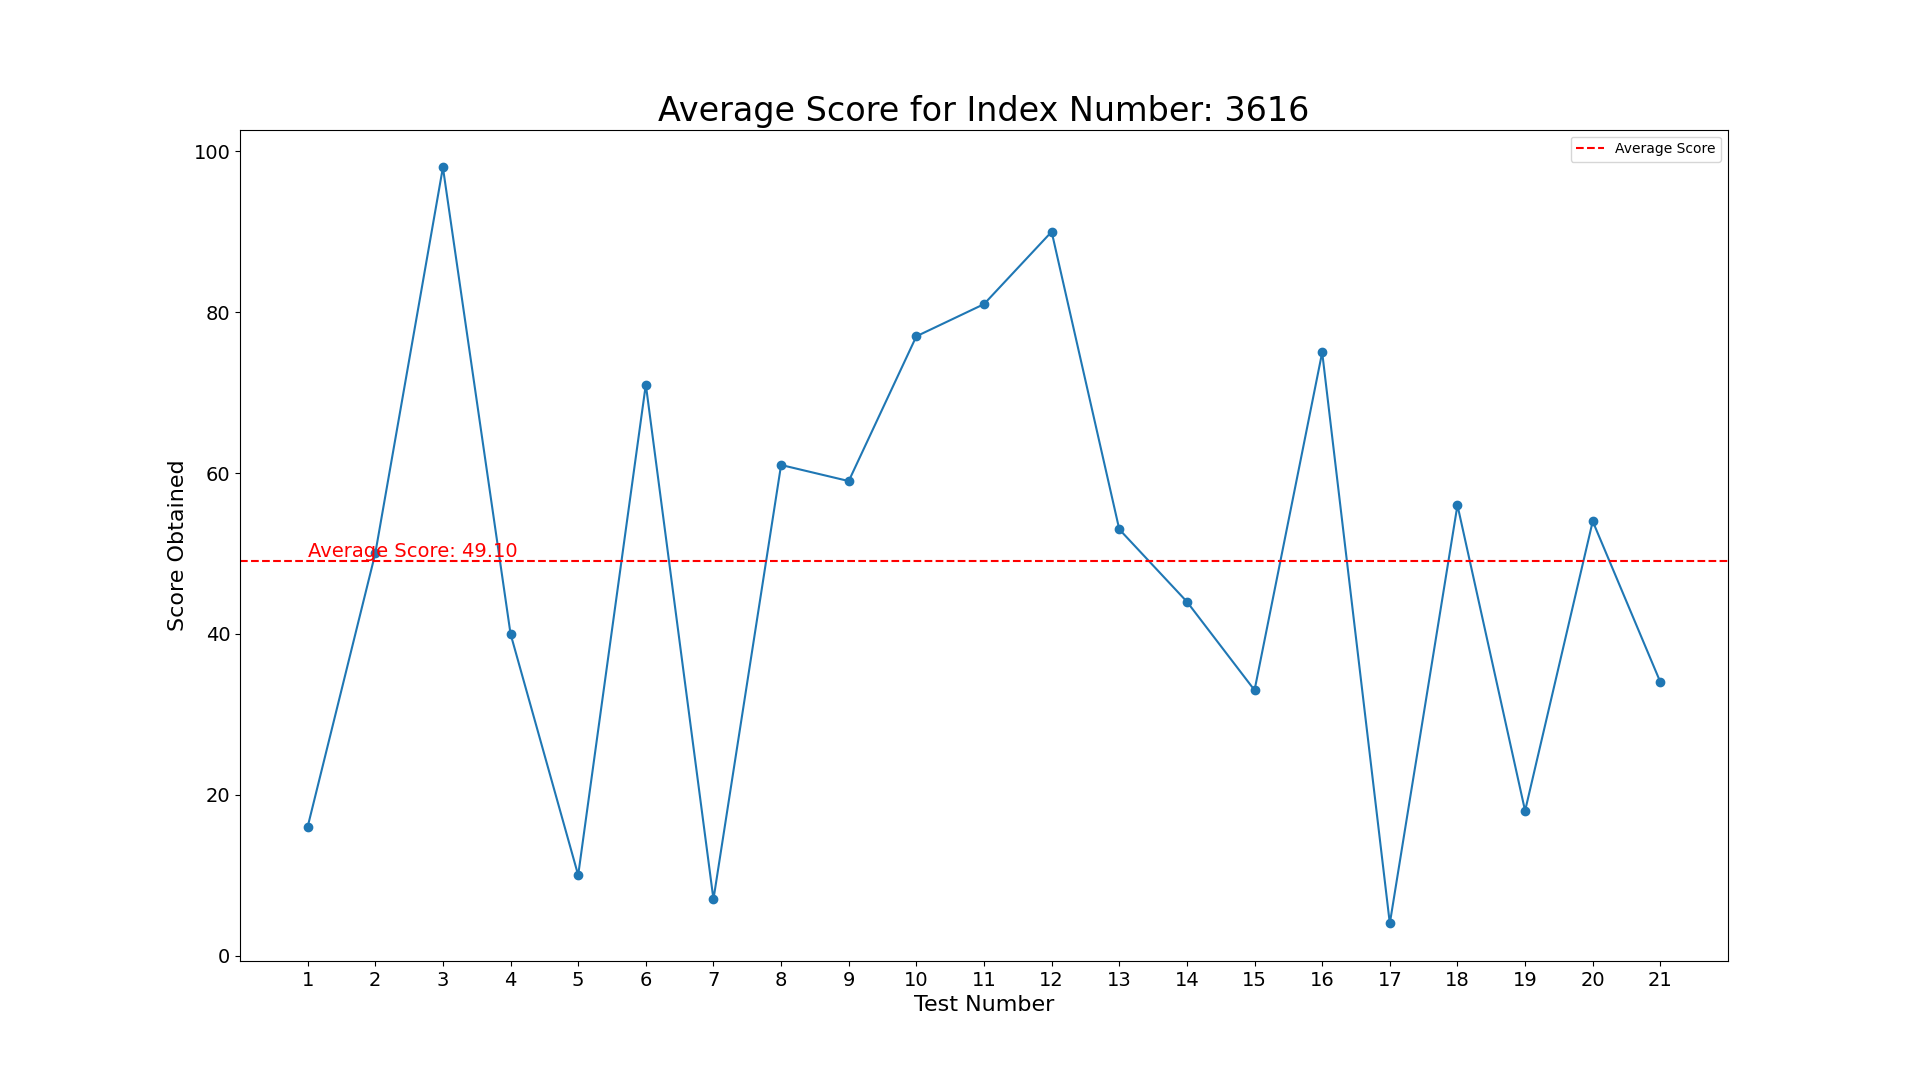 Average Score for Index Number: 3616
Average Score
100
80
60
40
20
0
Score Obtained
Average Score: 49.10
1 2 3 4 5 6 7 8 9 10 11 12 13 14 15 16 17 18 19 20 21
Test Number